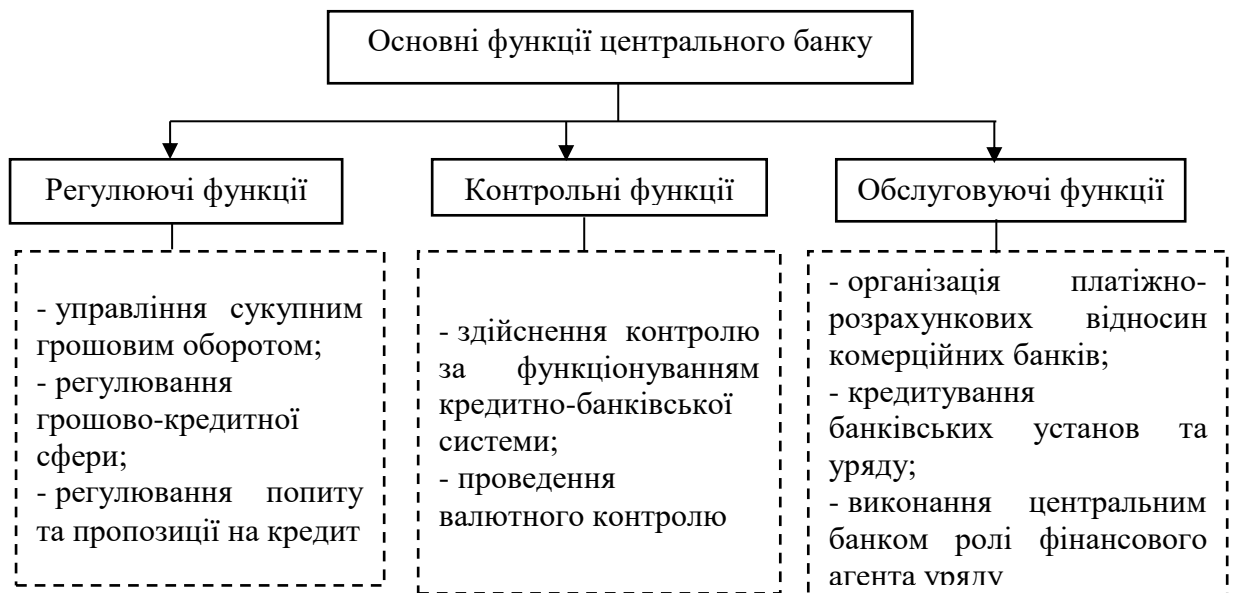 Основні функції центрального банку
Регулюючі функції
Контрольні функції
Обслуговуючі функції
- управління сукупним
грошовим оборотом;
- регулювання
грошово-кредитної
сфери;
- регулювання попиту
та пропозиції на кредит
- здійснення контролю
за функціонуванням
кредитно-банківської
системи;
- проведення
валютного контролю
- організація платіжно-
розрахункових відносин
комерційних банків;
- кредитування
банківських установ та
уряду;
- виконання центральним
банком ролі фінансового
агента уряду